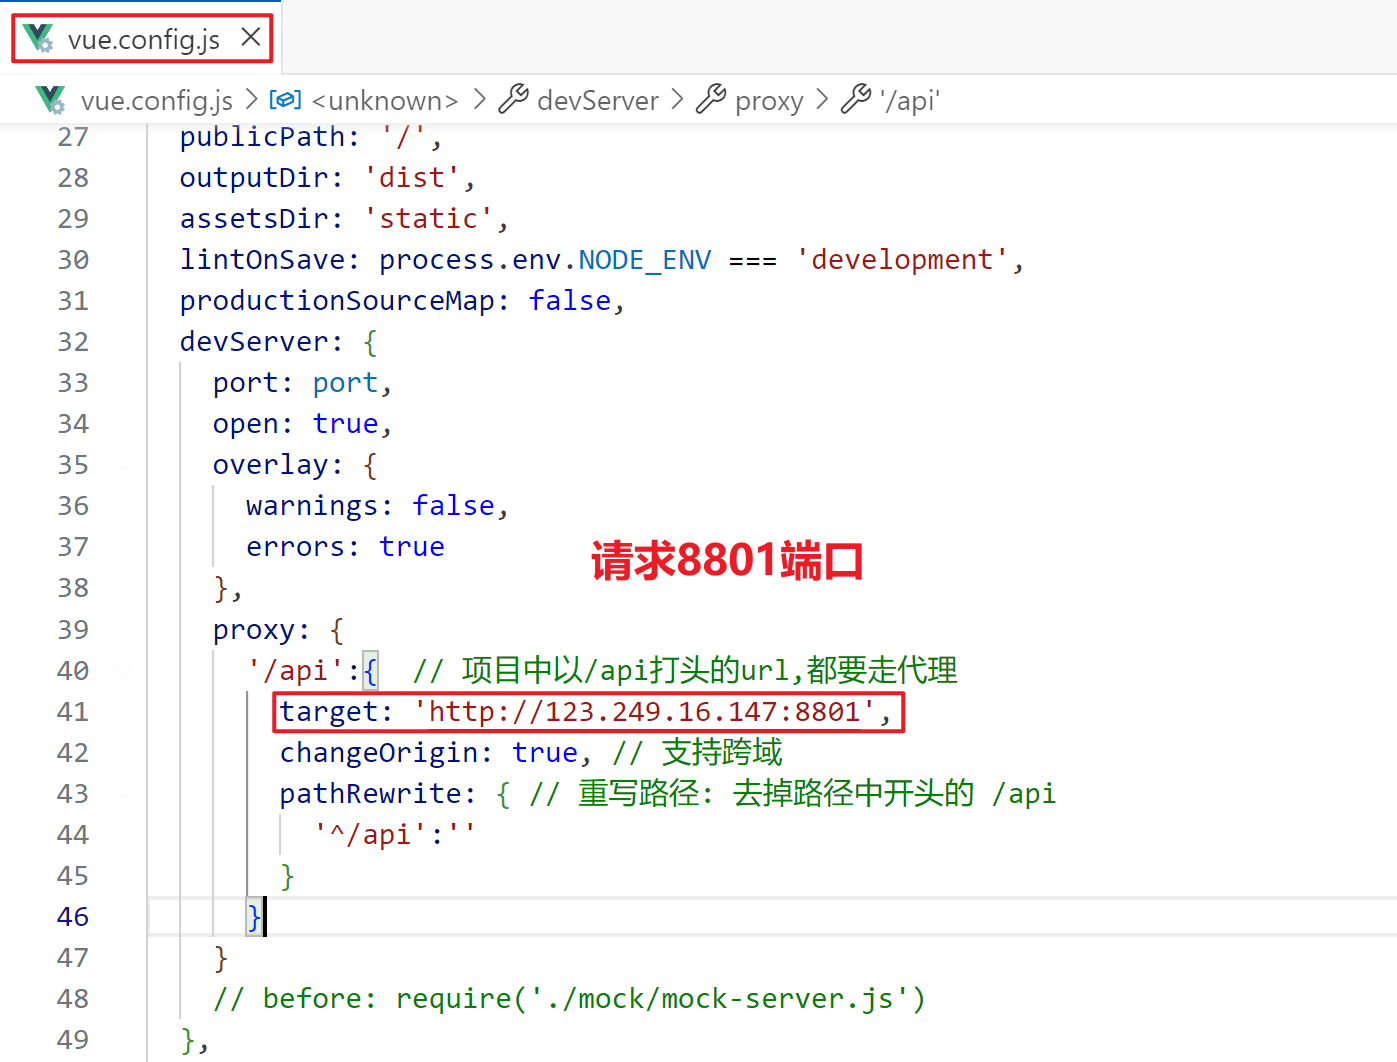 vue.config.js
vue.config.js > <unknown> > devServer > proxy > '/api'
27 publicPath: '/',
28 outputDir: 'dist',
29 assetsDir: 'static',
30 lintOnSave: process.env.NODE_ENV === 'development',
31 productionSourceMap: false,
32 devServer: {
33 port: port,
34 open: true,
35 overlay: {
36 warnings: false,
37 errors: true
请求8801端口
38 },
39 proxy: {
40 '/api':{ // 项目中以/api打头的url,都要走代理
41 target: 'http://123.249.16.147:8801',
42 changeOrigin: true, // 支持跨域
43 pathRewrite: { // 重写路径: 去掉路径中开头的 /api
44 '^/api':''
45 }
46 }
47 }
48 // before: require('./mock/mock-server.js')
49 },